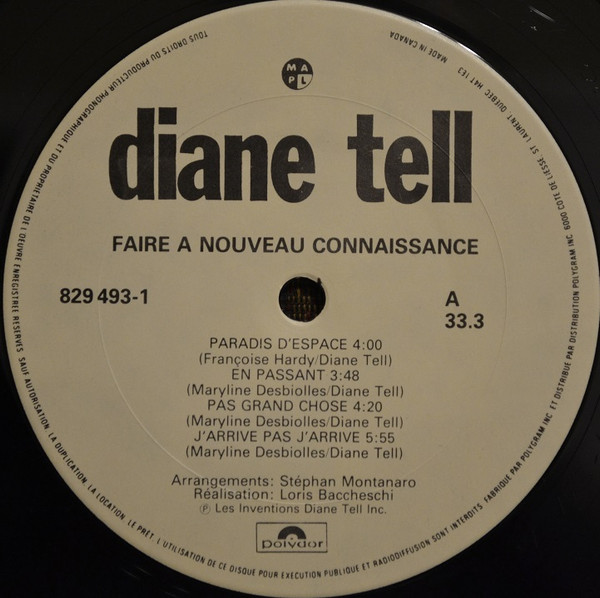 MAPL
diane tell
FAIRE A NOUVEAU CONNAISSANCE
829 493-1
A
33.3
PARADIS D'ESPACE 4:00
(Françoise Hardy/Diane Tell)
EN PASSANT 3:48
(Maryline Desbiolles/Diane Tell)
PAS GRAND CHOSE 4:20
(Maryline Desbiolles/Diane Tell)
J'ARRIVE PAS J'ARRIVE 5:55
(Maryline Desbiolles/Diane Tell)
Arrangements: Stéphan Montanaro
Réalisation: Loris Baccheschi
℗ Les Inventions Diane Tell Inc.
polydor
TOUS DROITS DU PRODUCTEUR PHONOGRAPHIQUE ET DU PROPRIETAIRE DE L'OEUVRE ENREGISTREE RESERVES. SAUF AUTORISATION, LA DUPLICATION, LA LOCATION, LE PRÊT, L'UTILISATION DE CE DISQUE POUR EXECUTION PUBLIQUE ET RADIODIFFUSION SONT INTERDITS. FABRIQUE PAR POLYGRAM INC ET DISTRIBUE PAR DISTRIBUTION POLYGRAM INC 6000 COTE DE LIESSE, ST LAURENT QUEBEC H4T 1E3
MADE IN CANADA